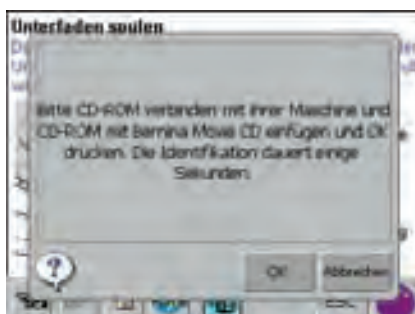 Unterfaden spulen
Bitte CD-ROM verbinden mit ihrer Maschine und
CD-ROM mit Bernina Movie CD einfügen und OK
drücken. Die Identifikation dauert einige
Sekunden.
?
OK Abbrechen
ESC